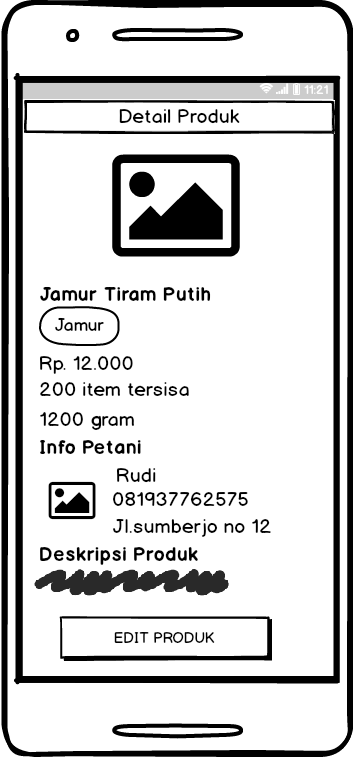 11:21
Detail Produk
Jamur Tiram Putih
Jamur
Rp. 12.000
200 item tersisa
1200 gram
Info Petani
Rudi
081937762575
Jl.sumberjo no 12
Deskripsi Produk
EDIT PRODUK